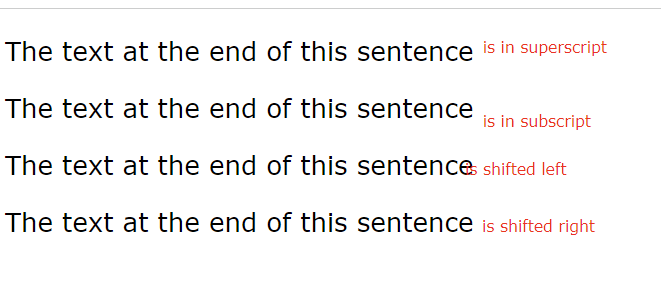 The text at the end of this sentence is in superscript
The text at the end of this sentence is in subscript
The text at the end of this sentence is shifted left
The text at the end of this sentence is shifted right